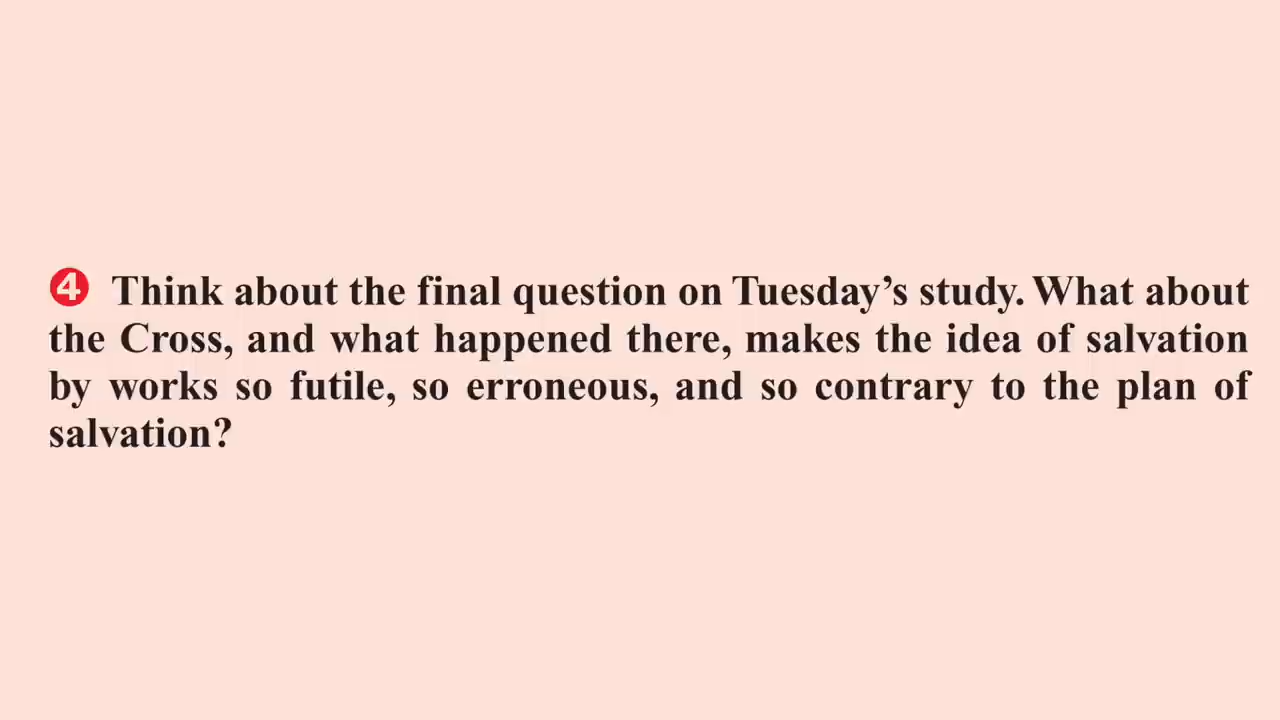 4 Think about the final question on Tuesday’s study. What about
the Cross, and what happened there, makes the idea of salvation
by works so futile, so erroneous, and so contrary to the plan of
salvation?